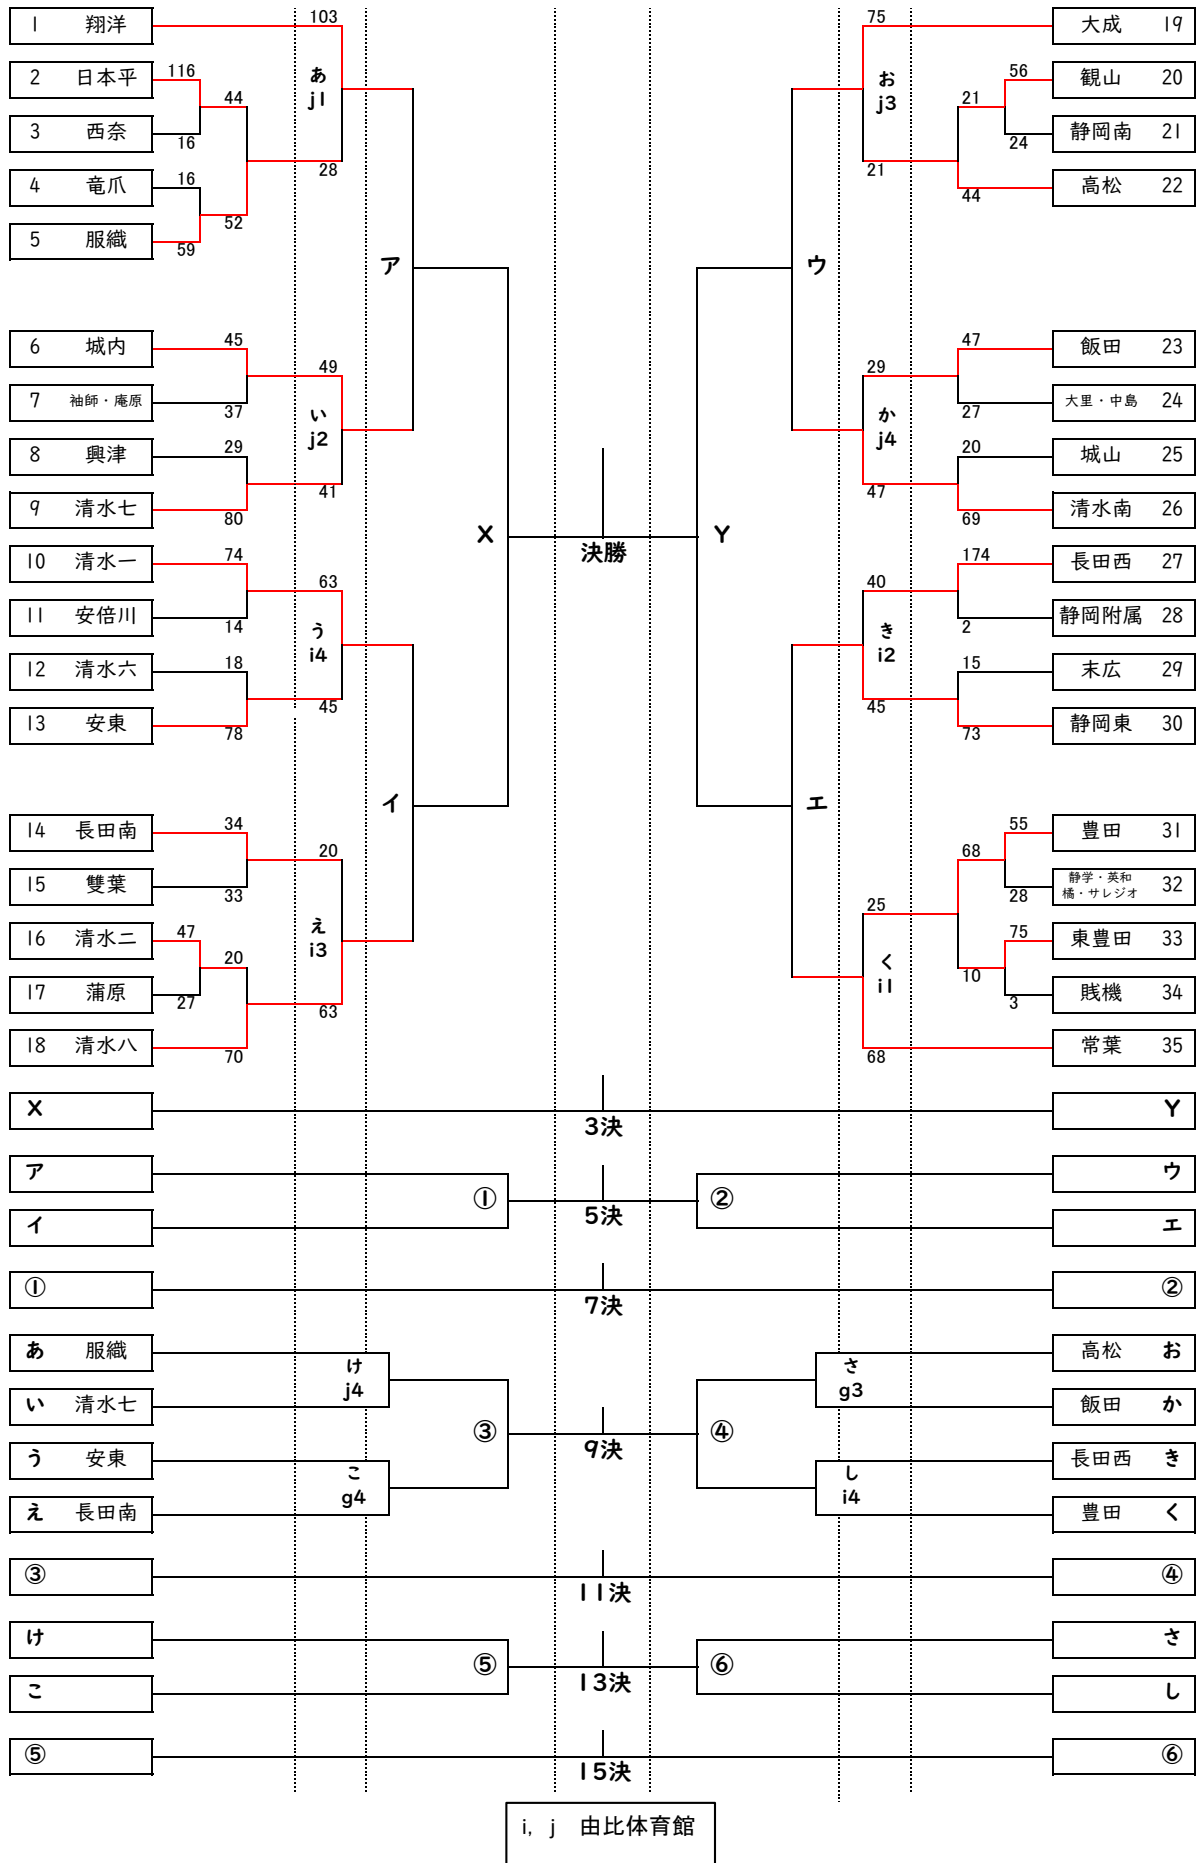 1 翔洋
2 日本平
3 西奈
4 竜爪
5 服織
6 城内
7 袖師・庵原
8 興津
9 清水七
10 清水一
11 安倍川
12 清水六
13 安東
14 長田南
15 雙葉
16 清水二
17 蒲原
18 清水八
103
116
44
16
28
16
52
59
45
49
37
29
41
80
74
63
14
18
45
78
34
20
33
47
20
27
63
70
あ
j1
い
j2
う
i4
え
i3
ア
イ
X
決勝
Y
ウ
エ
お
j3
か
j4
き
i2
く
i1
75
56
21
24
21
44
47
29
27
20
47
69
174
40
2
15
45
73
55
68
28
25
75
10
3
68
大成 19
観山 20
静岡南 21
高松 22
飯田 23
大里・中島 24
城山 25
清水南 26
長田西 27
静岡附属 28
末広 29
静岡東 30
豊田 31
静学・英和
橘・サレジオ 32
東豊田 33
賎機 34
常葉 35
X 3決 Y
ア ウ
① 5決 ②
イ エ
① 7決 ②
あ 服織
い 清水七
う 安東
え 長田南
け
j4
こ
g4
③ 9決 ④
さ
g3
し
i4
高松 お
飯田 か
長田西 き
豊田 く
③ 11決 ④
け さ
⑤ 13決 ⑥
こ し
⑤ 15決 ⑥
i, j 由比体育館